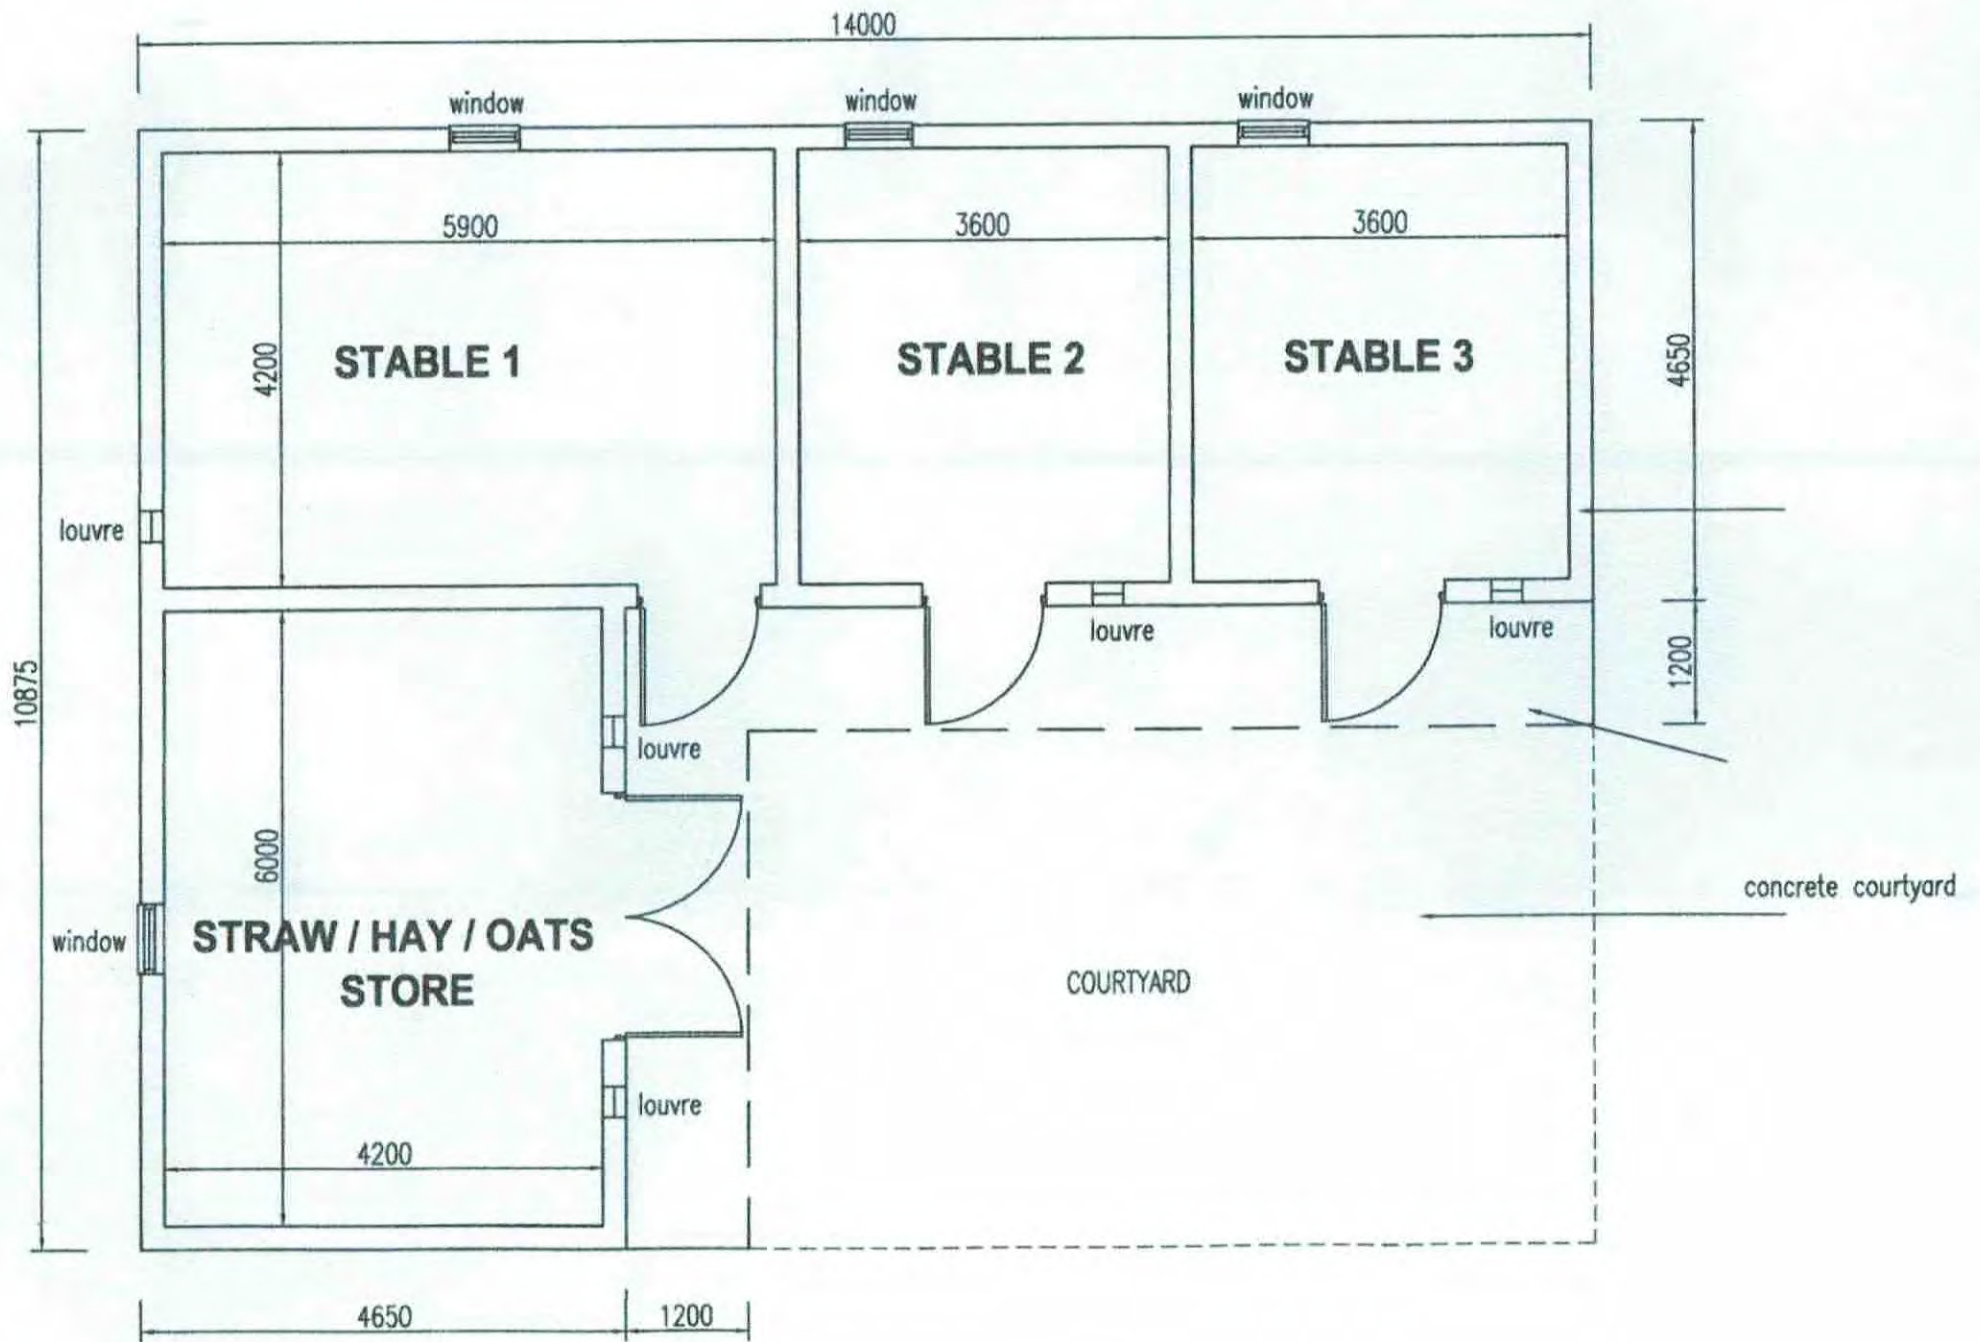 14000
window
window
window
5900
3600
3600
4200
STABLE 1
STABLE 2
STABLE 3
4650
louvre
louvre
louvre
1200
10875
louvre
6000
concrete courtyard
window
STRAW / HAY / OATS
STORE
COURTYARD
louvre
4200
4650
1200